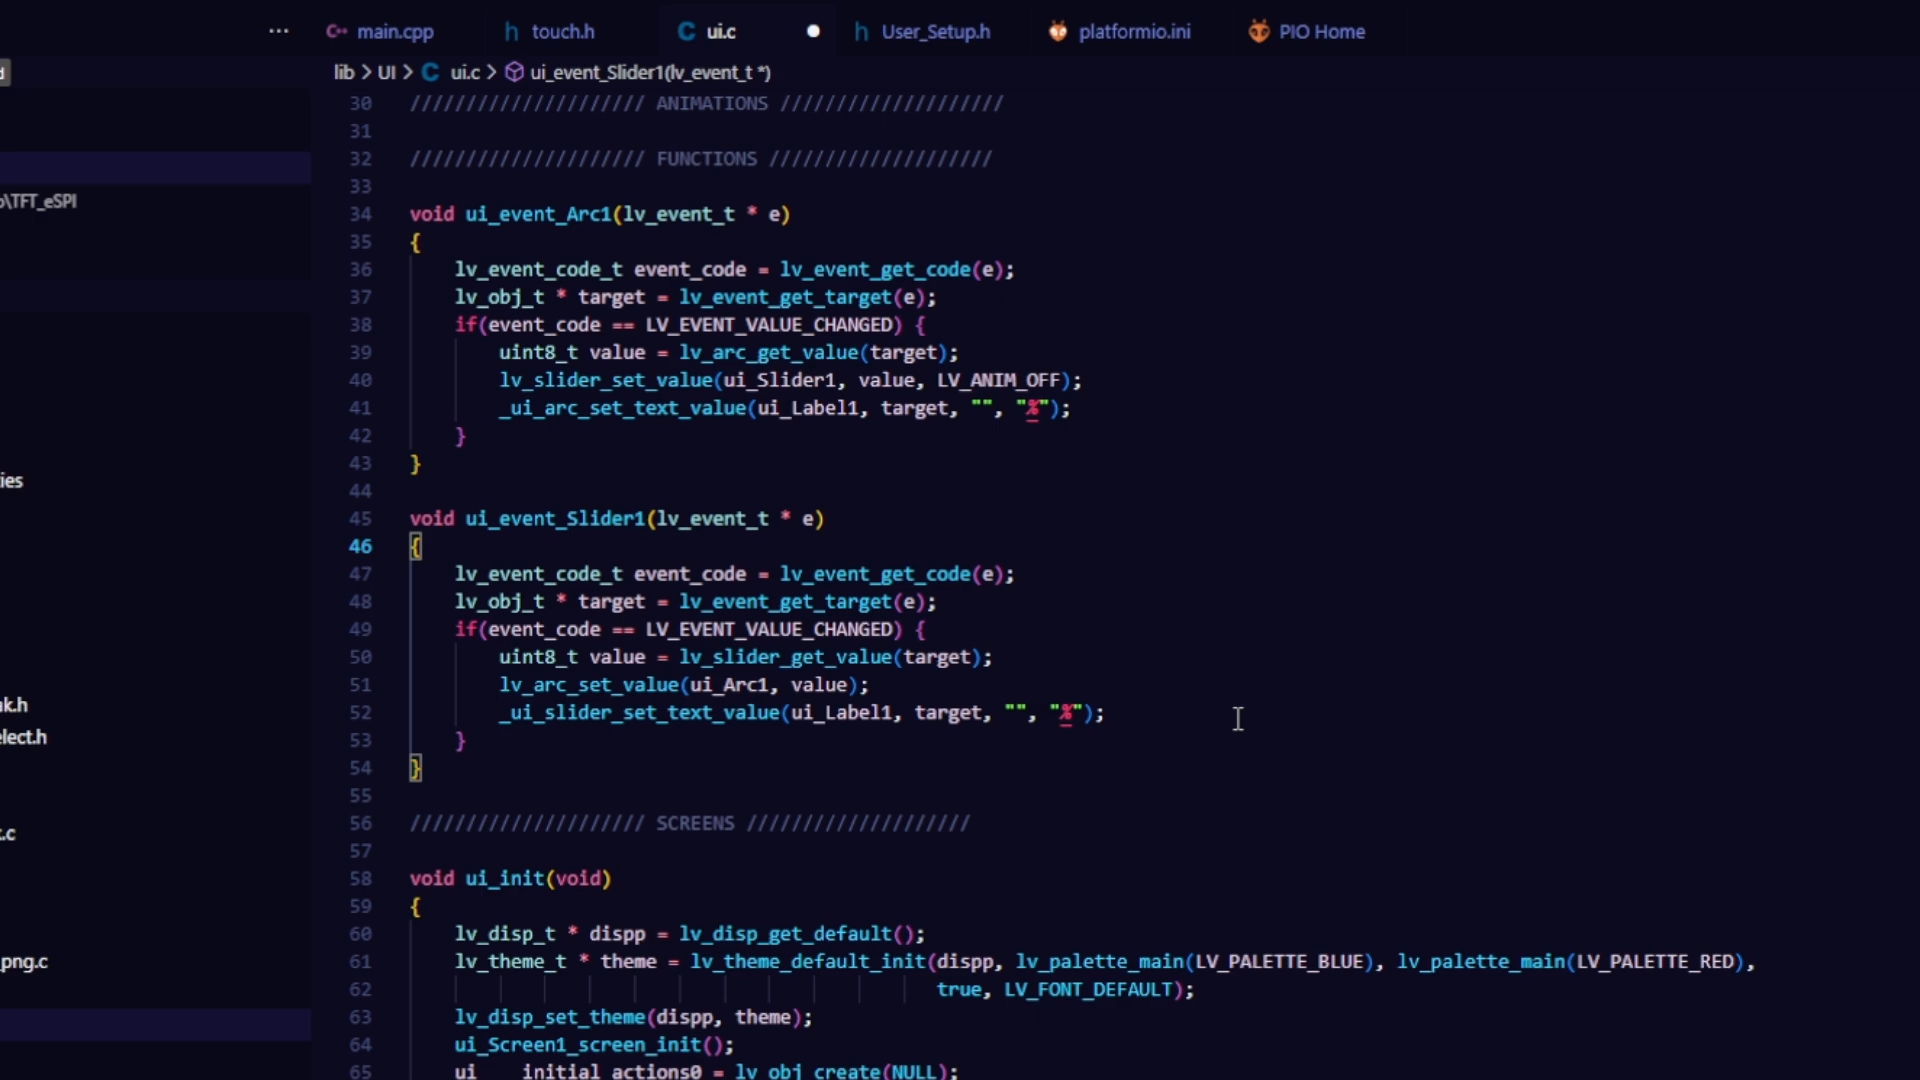 ··· C++ main.cpp h touch.h C ui.c ● h User_Setup.h platformio.ini PIO Home
lib > UI > C ui.c > ui_event_Slider1(lv_event_t *)
30 ///////////////////// ANIMATIONS ////////////////////
31
32 ///////////////////// FUNCTIONS ////////////////////
33
o\TFT_eSPI
34 void ui_event_Arc1(lv_event_t * e)
35 {
36 lv_event_code_t event_code = lv_event_get_code(e);
37 lv_obj_t * target = lv_event_get_target(e);
38 if(event_code == LV_EVENT_VALUE_CHANGED) {
39 uint8_t value = lv_arc_get_value(target);
40 lv_slider_set_value(ui_Slider1, value, LV_ANIM_OFF);
41 _ui_arc_set_text_value(ui_Label1, target, "", "%");
42 }
43 }
ies
44
45 void ui_event_Slider1(lv_event_t * e)
46 {
47 lv_event_code_t event_code = lv_event_get_code(e);
48 lv_obj_t * target = lv_event_get_target(e);
49 if(event_code == LV_EVENT_VALUE_CHANGED) {
50 uint8_t value = lv_slider_get_value(target);
51 lv_arc_set_value(ui_Arc1, value);
ak.h
52 _ui_slider_set_text_value(ui_Label1, target, "", "%");
elect.h
53 }
54 }
55
56 ///////////////////// SCREENS ////////////////////
t.c
57
58 void ui_init(void)
59 {
60 lv_disp_t * dispp = lv_disp_get_default();
61 lv_theme_t * theme = lv_theme_default_init(dispp, lv_palette_main(LV_PALETTE_BLUE), lv_palette_main(LV_PALETTE_RED),
_png.c
62 true, LV_FONT_DEFAULT);
63 lv_disp_set_theme(dispp, theme);
64 ui_Screen1_screen_init();
65 ui____initial_actions0 = lv_obj_create(NULL);